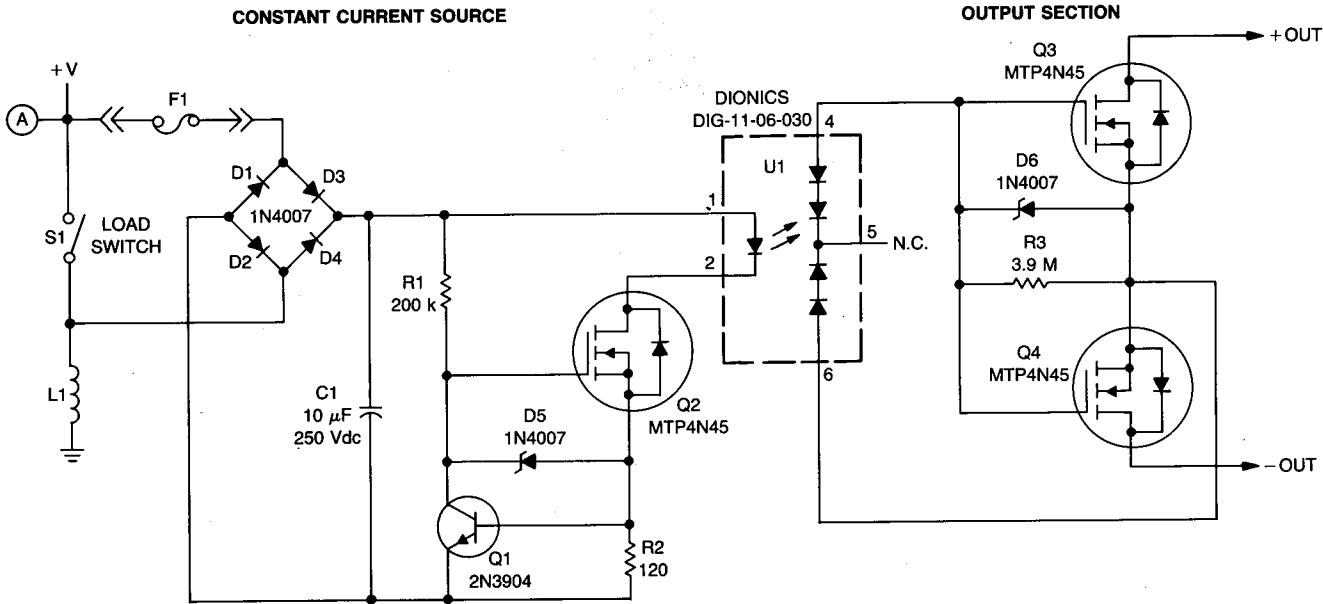 CONSTANT CURRENT SOURCE
OUTPUT SECTION
+V
A
F1
D1
D3
1N4007
D2
D4
S1
LOAD
SWITCH
L1
C1
10 μF
250 Vdc
R1
200 k
D5
1N4007
Q1
2N3904
Q2
MTP4N45
R2
120
DIONICS
DIG-11-06-030
U1
1
2
4
5
N.C.
6
Q3
MTP4N45
D6
1N4007
R3
3.9 M
Q4
MTP4N45
+OUT
−OUT